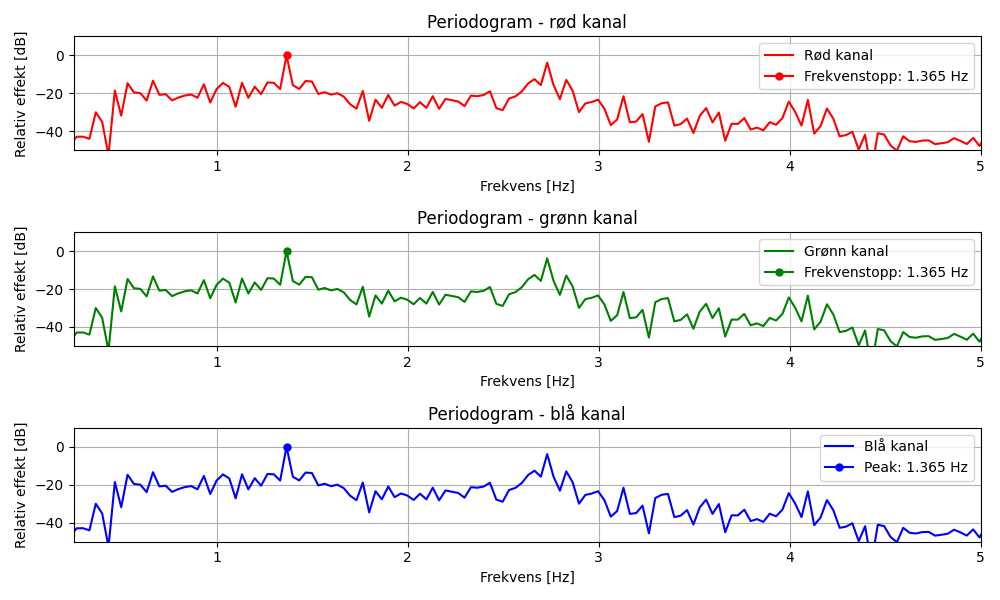 Periodogram - rød kanal
Relativ effekt [dB]
0
−20
−40
Rød kanal
Frekvenstopp: 1.365 Hz
1 2 3 4 5
Frekvens [Hz]
Periodogram - grønn kanal
Relativ effekt [dB]
0
−20
−40
Grønn kanal
Frekvenstopp: 1.365 Hz
1 2 3 4 5
Frekvens [Hz]
Periodogram - blå kanal
Relativ effekt [dB]
0
−20
−40
Blå kanal
Peak: 1.365 Hz
1 2 3 4 5
Frekvens [Hz]